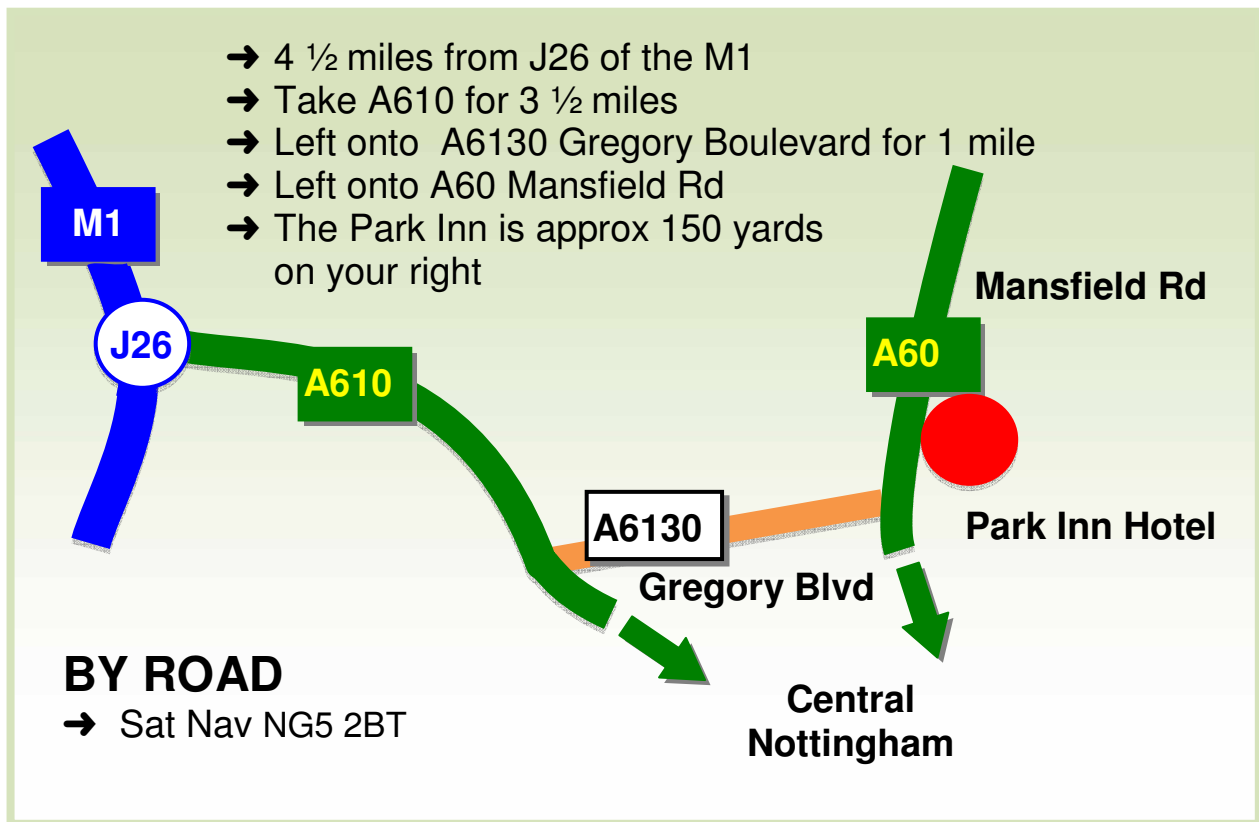 ➔ 4 ½ miles from J26 of the M1
➔ Take A610 for 3 ½ miles
➔ Left onto  A6130 Gregory Boulevard for 1 mile
➔ Left onto A60 Mansfield Rd
➔ The Park Inn is approx 150 yards
on your right
M1
Mansfield Rd
J26
A60
A610
A6130
Park Inn Hotel
Gregory Blvd
BY ROAD
➔ Sat Nav NG5 2BT
Central
Nottingham